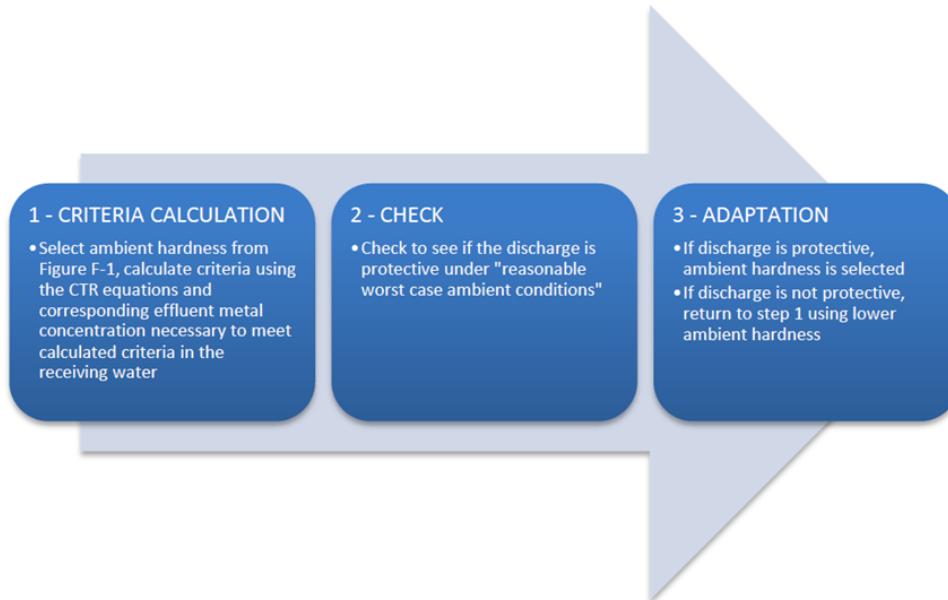 1 - CRITERIA CALCULATION
•Select ambient hardness from
Figure F-1, calculate criteria using
the CTR equations and
corresponding effluent metal
concentration necessary to meet
calculated criteria in the
receiving water
2 - CHECK
•Check to see if the discharge is
protective under "reasonable
worst case ambient conditions"
3 - ADAPTATION
•If discharge is protective,
ambient hardness is selected
•If discharge is not protective,
return to step 1 using lower
ambient hardness